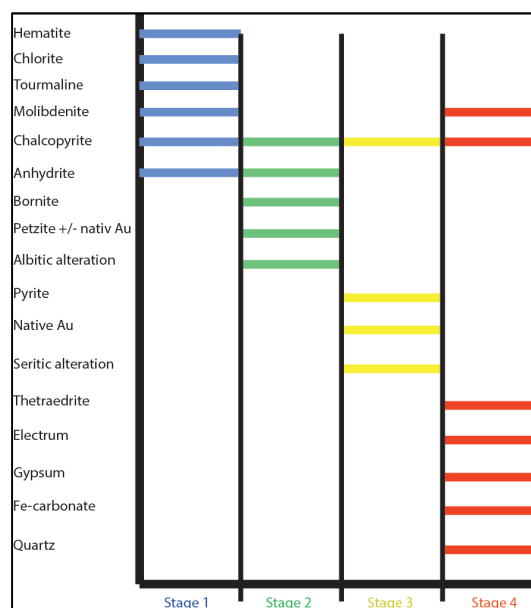 Hematite
Chlorite
Tourmaline
Molibdenite
Chalcopyrite
Anhydrite
Bornite
Petzite +/- nativ Au
Albitic alteration
Pyrite
Native Au
Seritic alteration
Thetraedrite
Electrum
Gypsum
Fe-carbonate
Quartz
Stage 1 Stage 2 Stage 3 Stage 4